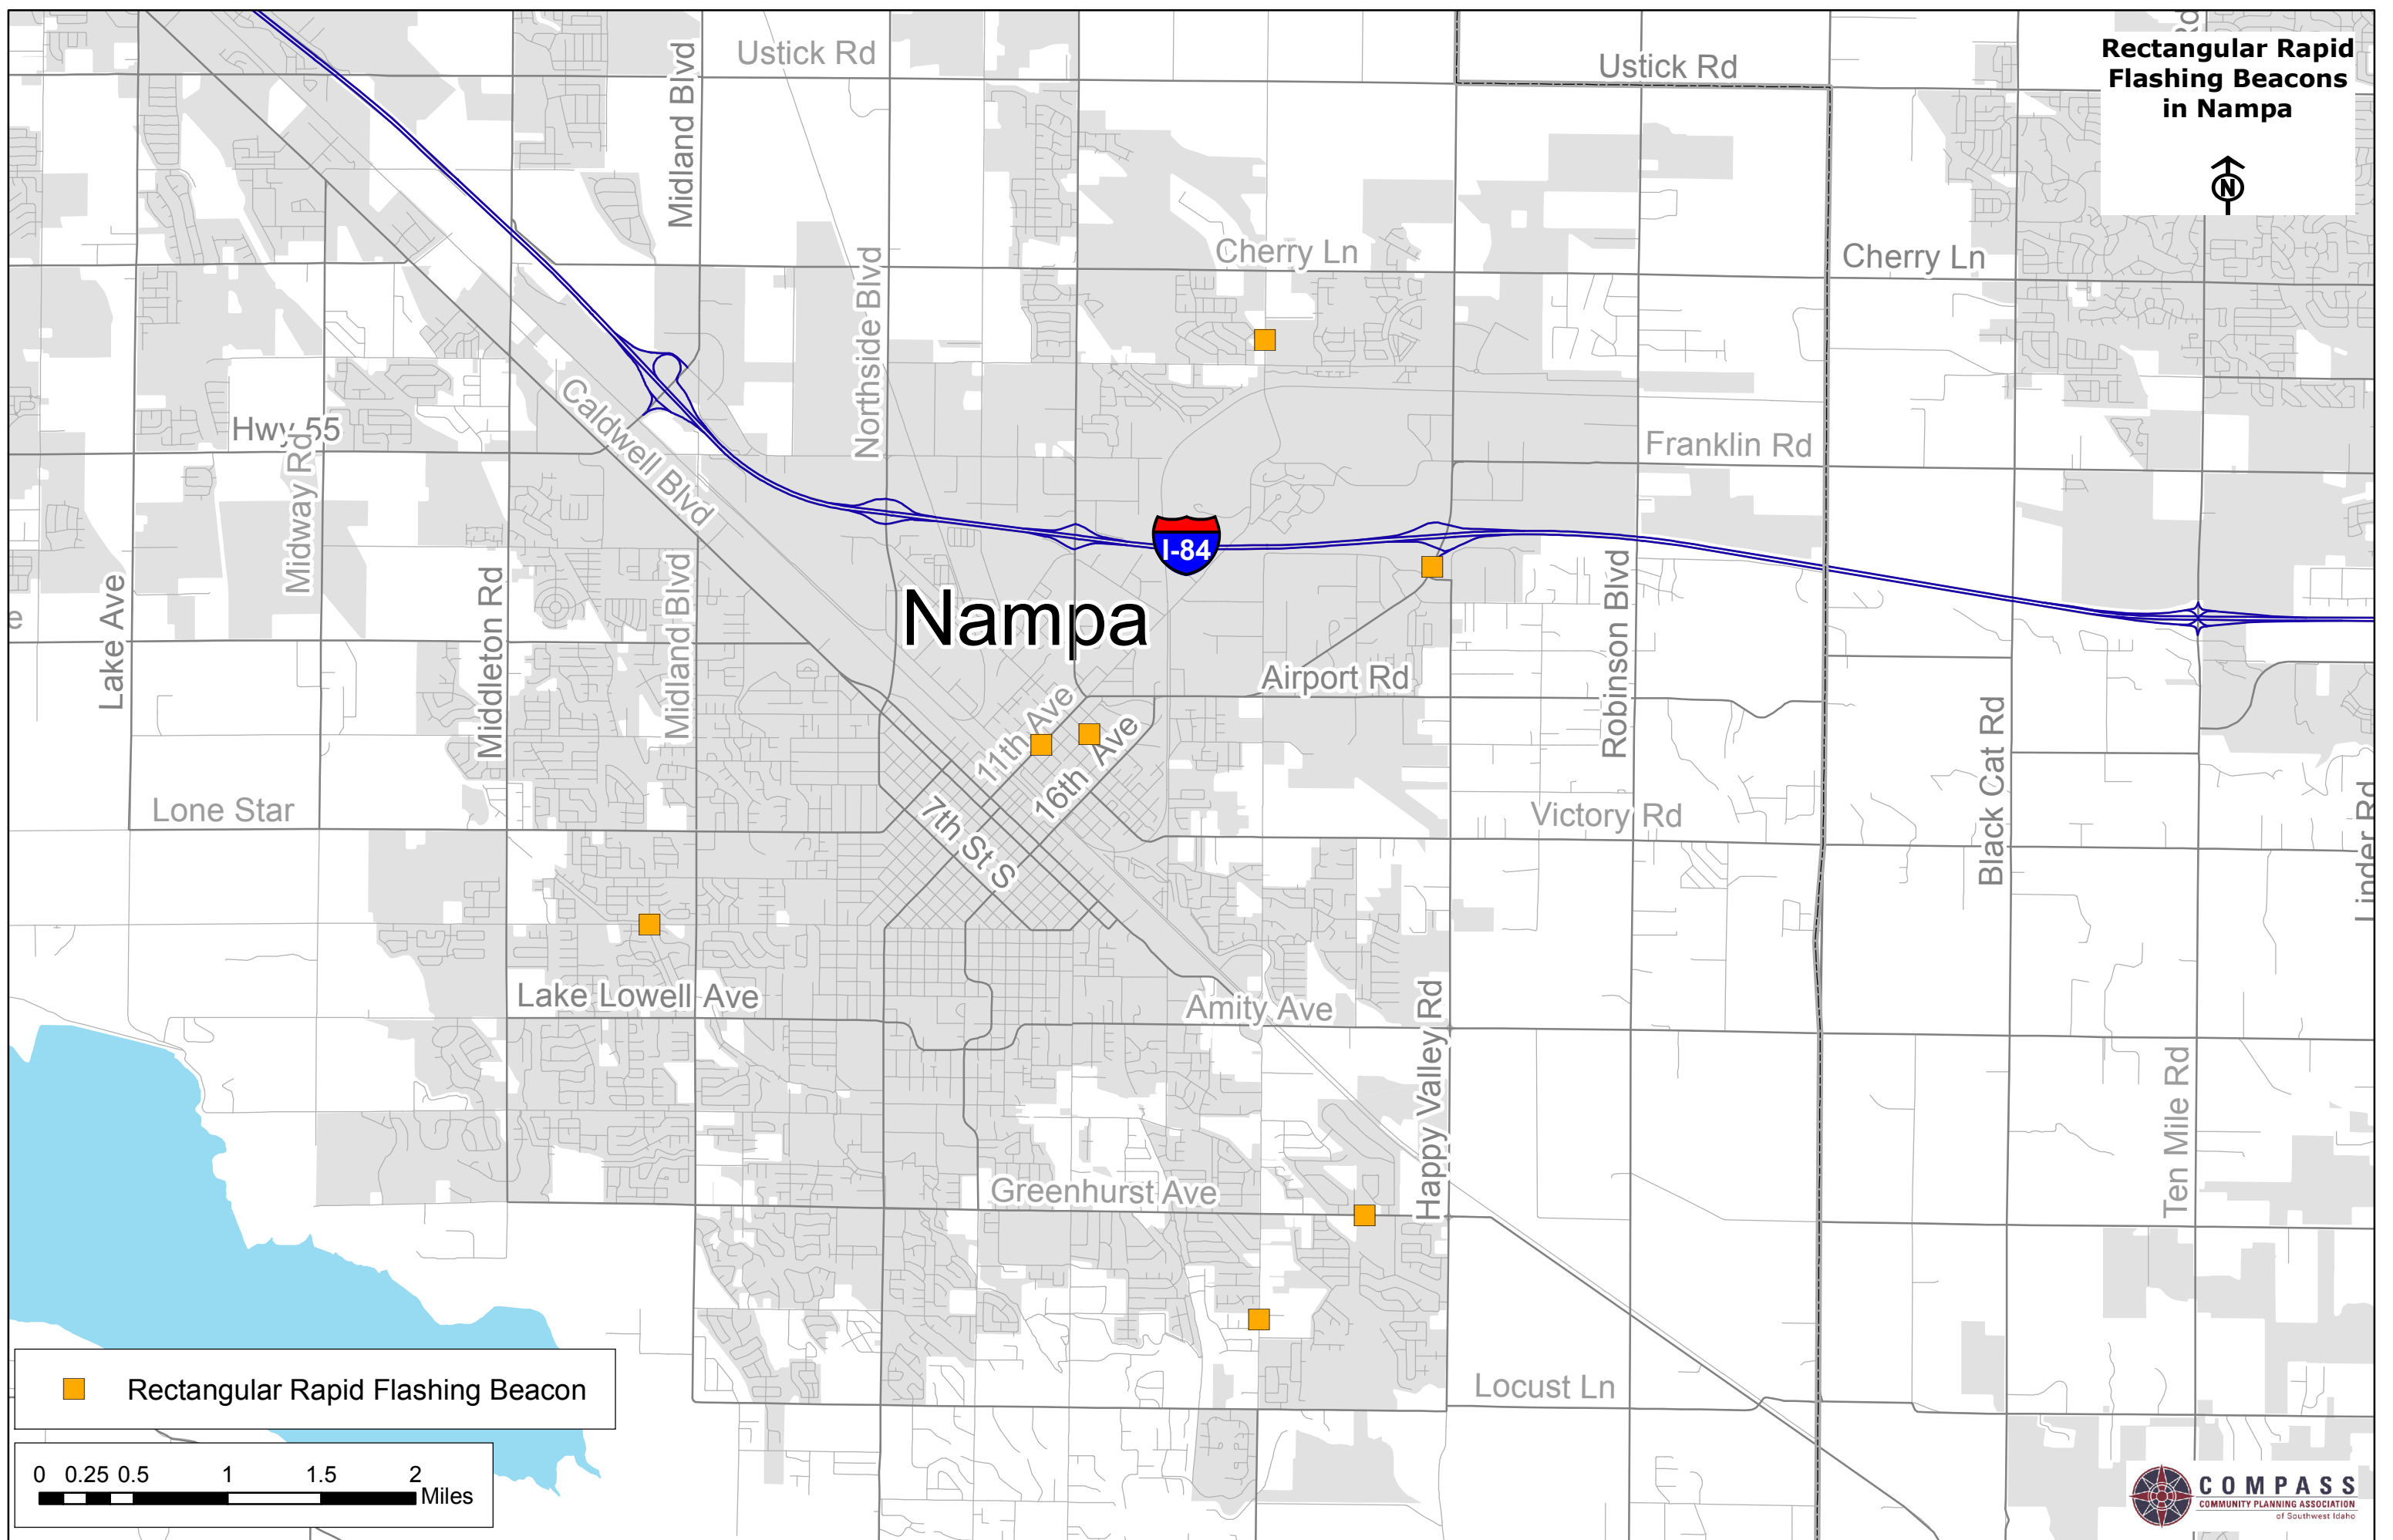 Rectangular Rapid
Flashing Beacons
in Nampa
N
Ustick Rd
Ustick Rd
Midland Blvd
Cherry Ln
Cherry Ln
Northside Blvd
Hwy 55
Midway Rd
Caldwell Blvd
Franklin Rd
I-84
Nampa
Lake Ave
Middleton Rd
Midland Blvd
Robinson Blvd
Airport Rd
11th Ave
16th Ave
Black Cat Rd
Lone Star
7th St S
Victory Rd
Linder Rd
Lake Lowell Ave
Amity Ave
Happy Valley Rd
Ten Mile Rd
Greenhurst Ave
Locust Ln
Rectangular Rapid Flashing Beacon
0 0.25 0.5 1 1.5 2
Miles
COMPASS
COMMUNITY PLANNING ASSOCIATION
of Southwest Idaho